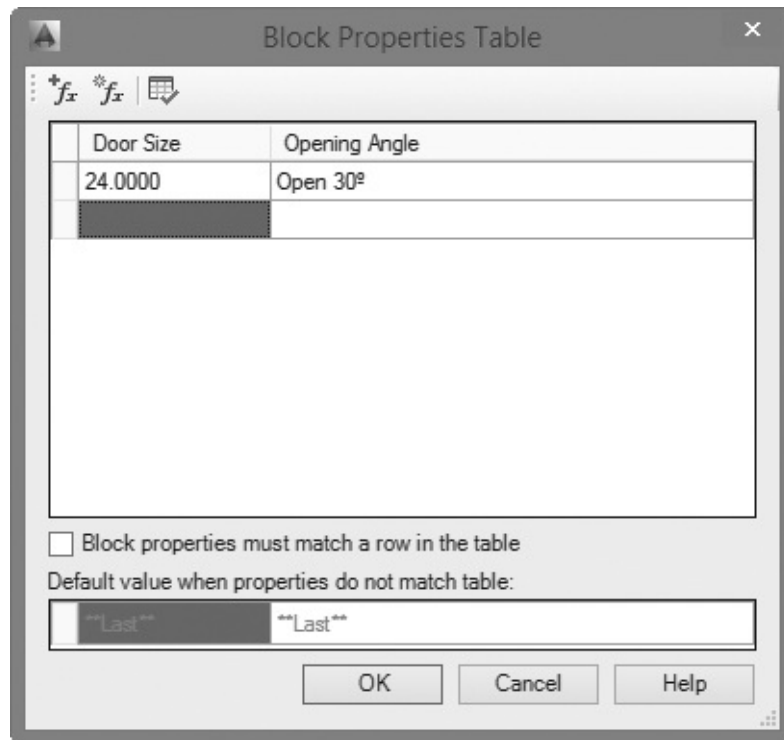 Block Properties Table
Door Size Opening Angle
24.0000 Open 30º
Block properties must match a row in the table
Default value when properties do not match table:
**Last** **Last**
OK Cancel Help